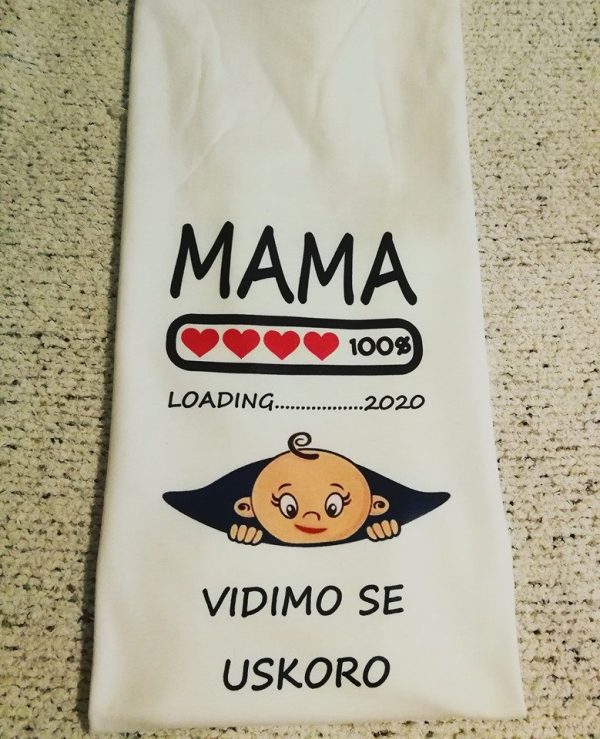 MAMA
100%
LOADING.................2020
VIDIMO SE
USKORO